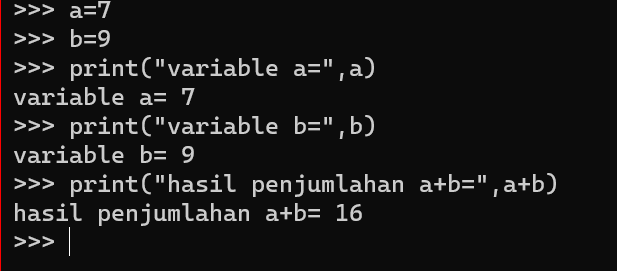 >>> a=7
>>> b=9
>>> print("variable a=",a)
variable a= 7
>>> print("variable b=",b)
variable b= 9
>>> print("hasil penjumlahan a+b=",a+b)
hasil penjumlahan a+b= 16
>>>